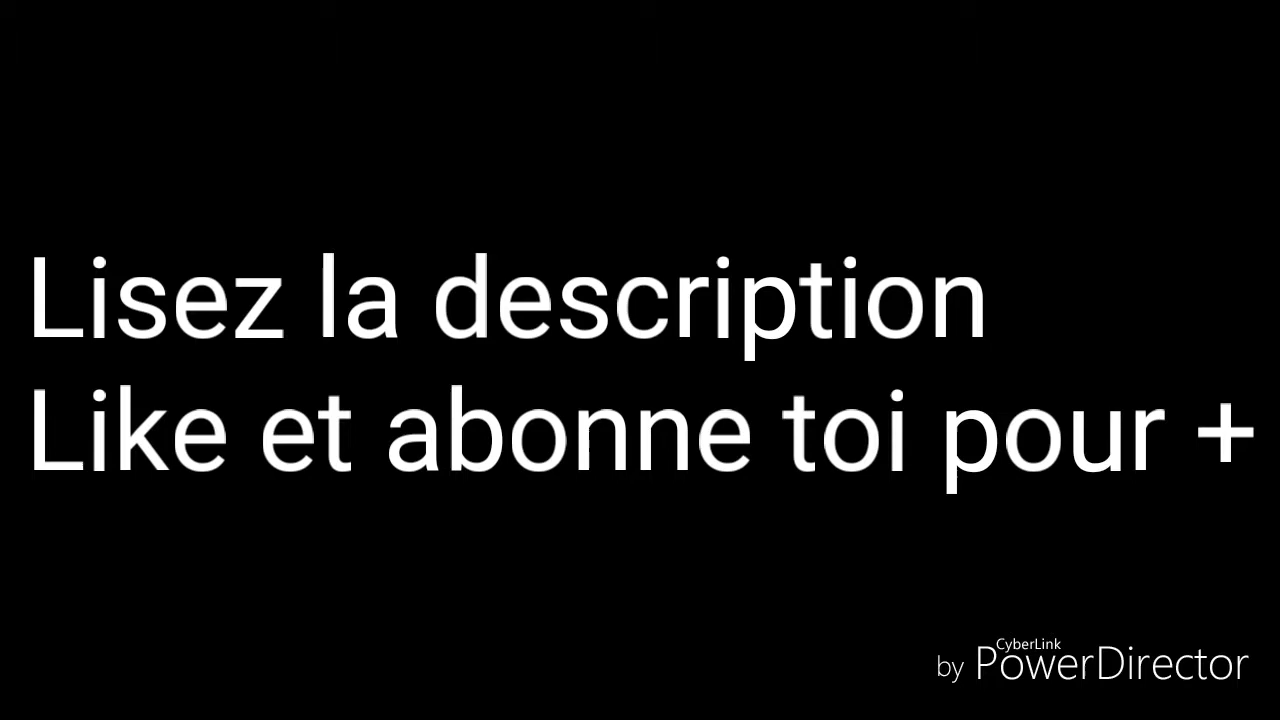 Lisez la description
Like et abonne toi pour +
CyberLink
by PowerDirector